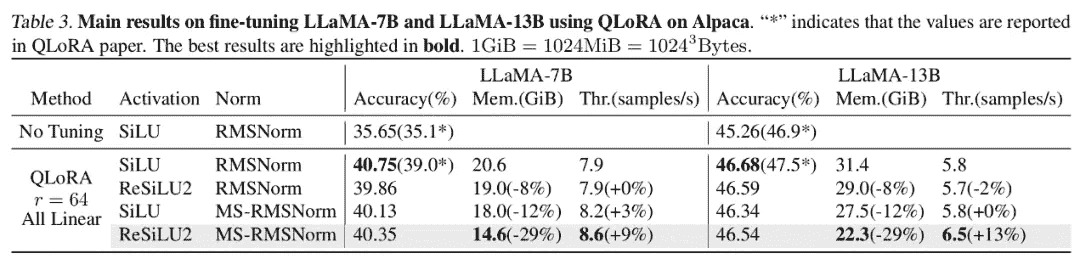 Table 3. Main results on fine-tuning LLaMA-7B and LLaMA-13B using QLoRA on Alpaca. “*” indicates that the values are reported
in QLoRA paper. The best results are highlighted in bold. 1GiB = 1024MiB = 1024³Bytes.
LLaMA-7B LLaMA-13B
Method Activation Norm Accuracy(%) Mem.(GiB) Thr.(samples/s) Accuracy(%) Mem.(GiB) Thr.(samples/s)
No Tuning SiLU RMSNorm 35.65(35.1*) 45.26(46.9*)
QLoRA
r = 64
All Linear
SiLU RMSNorm 40.75(39.0*) 20.6 7.9 46.68(47.5*) 31.4 5.8
ReSiLU2 RMSNorm 39.86 19.0(-8%) 7.9(+0%) 46.59 29.0(-8%) 5.7(-2%)
SiLU MS-RMSNorm 40.13 18.0(-12%) 8.2(+3%) 46.34 27.5(-12%) 5.8(+0%)
ReSiLU2 MS-RMSNorm 40.35 14.6(-29%) 8.6(+9%) 46.54 22.3(-29%) 6.5(+13%)